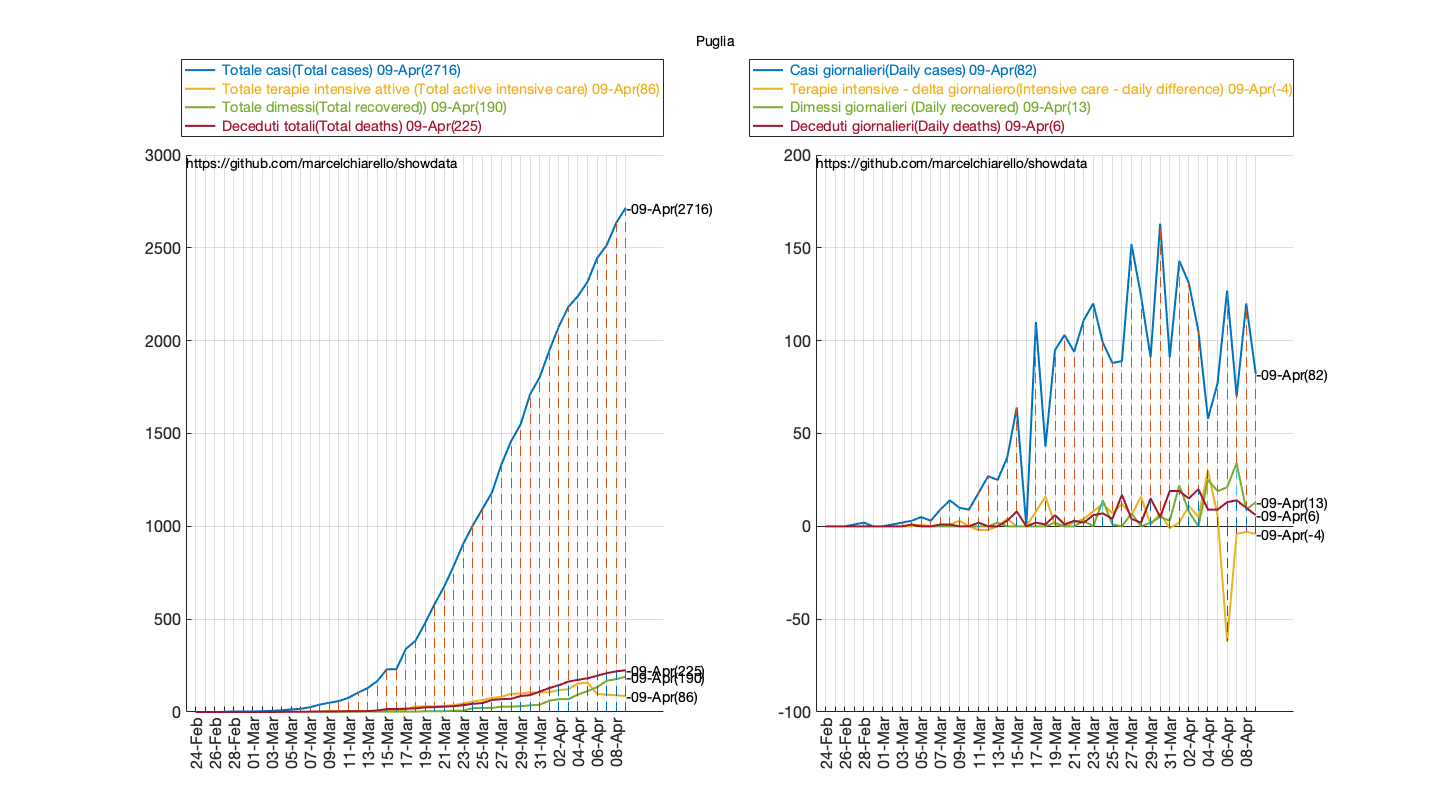 Puglia
Totale casi(Total cases) 09-Apr(2716)
Totale terapie intensive attive (Total active intensive care) 09-Apr(86)
Totale dimessi(Total recovered)) 09-Apr(190)
Deceduti totali(Total deaths) 09-Apr(225)
3000
https://github.com/marcelchiarello/showdata
2500
2000
1500
1000
500
0
-09-Apr(2716)
-09-Apr(225)
-09-Apr(190)
-09-Apr(86)
24-Feb
26-Feb
28-Feb
01-Mar
03-Mar
05-Mar
07-Mar
09-Mar
11-Mar
13-Mar
15-Mar
17-Mar
19-Mar
21-Mar
23-Mar
25-Mar
27-Mar
29-Mar
31-Mar
02-Apr
04-Apr
06-Apr
08-Apr
Casi giornalieri(Daily cases) 09-Apr(82)
Terapie intensive - delta giornaliero(Intensive care - daily difference) 09-Apr(-4)
Dimessi giornalieri (Daily recovered) 09-Apr(13)
Deceduti giornalieri(Daily deaths) 09-Apr(6)
200
https://github.com/marcelchiarello/showdata
150
100
50
0
-50
-100
-09-Apr(82)
-09-Apr(13)
-09-Apr(6)
-09-Apr(-4)
24-Feb
26-Feb
28-Feb
01-Mar
03-Mar
05-Mar
07-Mar
09-Mar
11-Mar
13-Mar
15-Mar
17-Mar
19-Mar
21-Mar
23-Mar
25-Mar
27-Mar
29-Mar
31-Mar
02-Apr
04-Apr
06-Apr
08-Apr